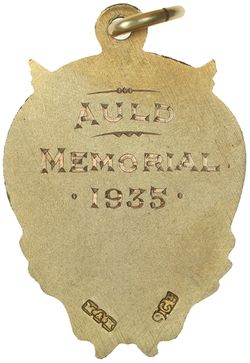 AULD
MEMORIAL
· 1935 ·